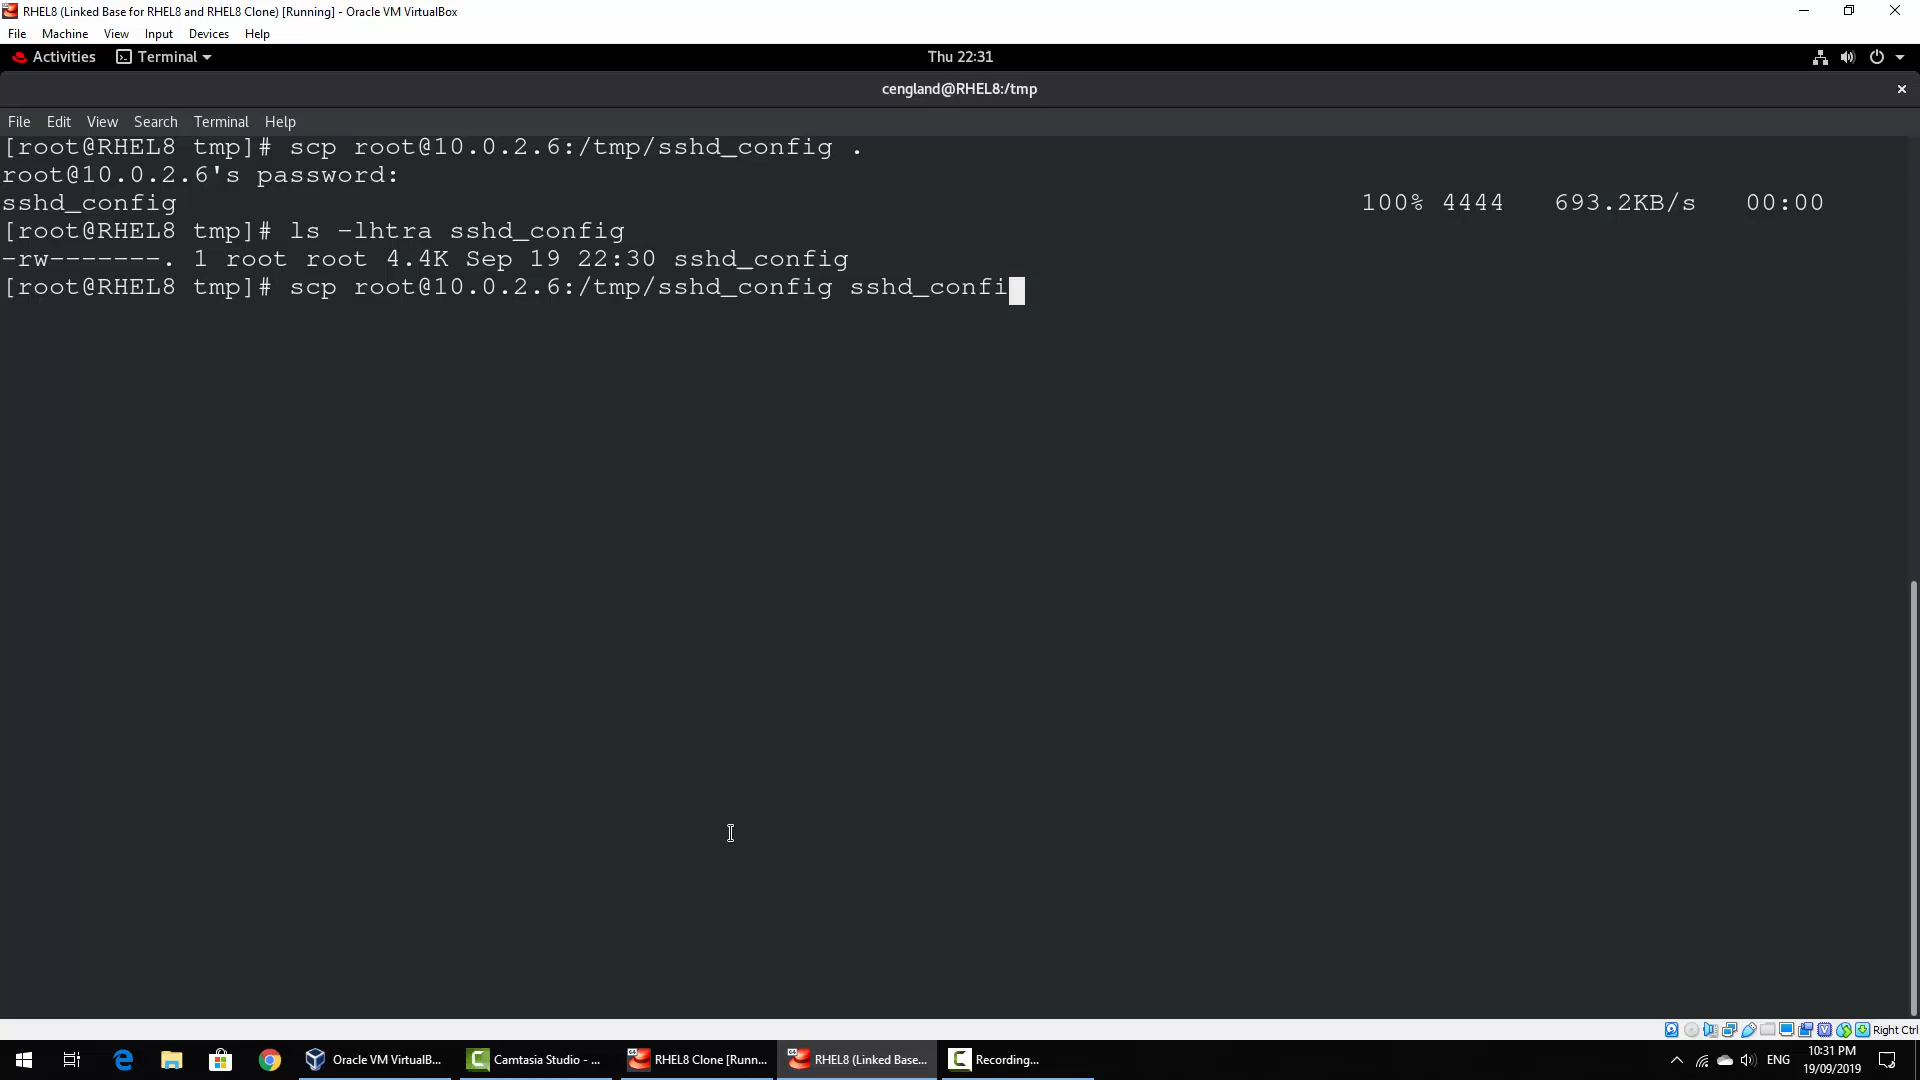 RHEL8 (Linked Base for RHEL8 and RHEL8 Clone) [Running] - Oracle VM VirtualBox
File Machine View Input Devices Help
Activities Terminal Thu 22:31
cengland@RHEL8:/tmp
File Edit View Search Terminal Help
[root@RHEL8 tmp]# scp root@10.0.2.6:/tmp/sshd_config .
root@10.0.2.6's password:
sshd_config 100% 4444 693.2KB/s 00:00
[root@RHEL8 tmp]# ls -lhtra sshd_config
-rw-------. 1 root root 4.4K Sep 19 22:30 sshd_config
[root@RHEL8 tmp]# scp root@10.0.2.6:/tmp/sshd_config sshd_confi
Right Ctrl
Oracle VM VirtualB... Camtasia Studio - ... RHEL8 Clone [Runn... RHEL8 (Linked Base... Recording... ENG 10:31 PM
19/09/2019